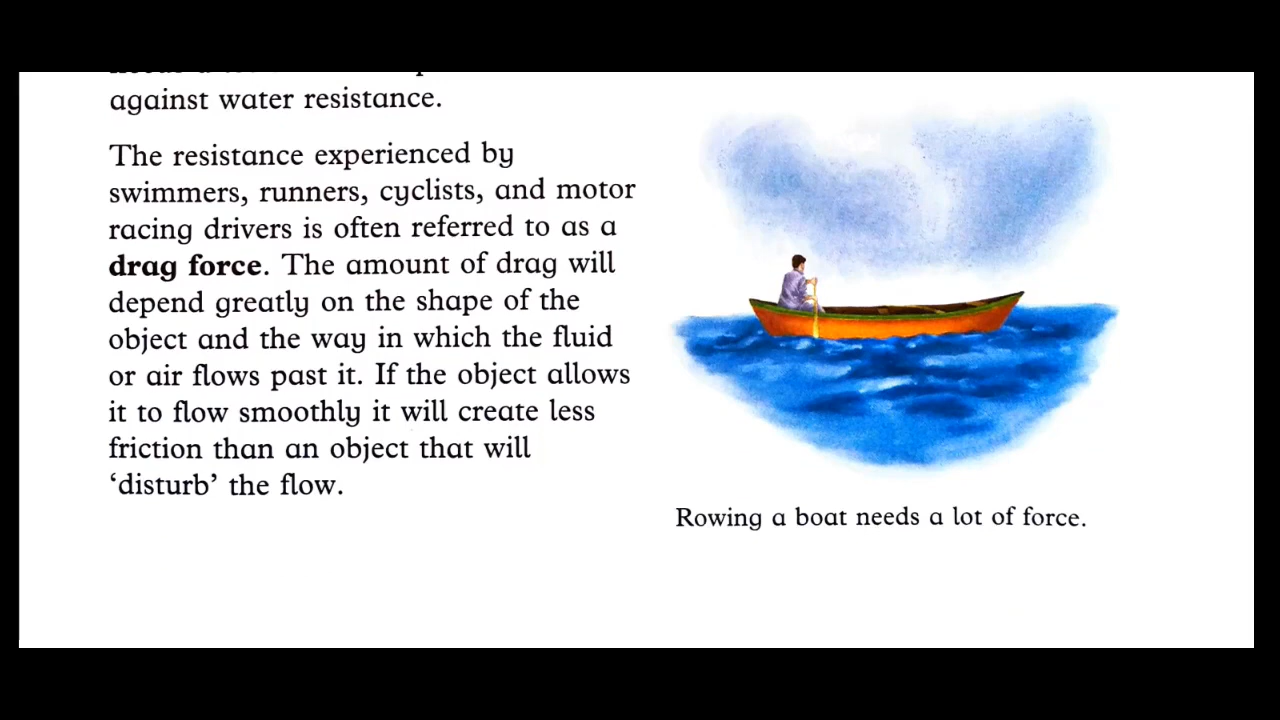 against water resistance.
The resistance experienced by
swimmers, runners, cyclists, and motor
racing drivers is often referred to as a
drag force. The amount of drag will
depend greatly on the shape of the
object and the way in which the fluid
or air flows past it. If the object allows
it to flow smoothly it will create less
friction than an object that will
‘disturb’ the flow.
Rowing a boat needs a lot of force.